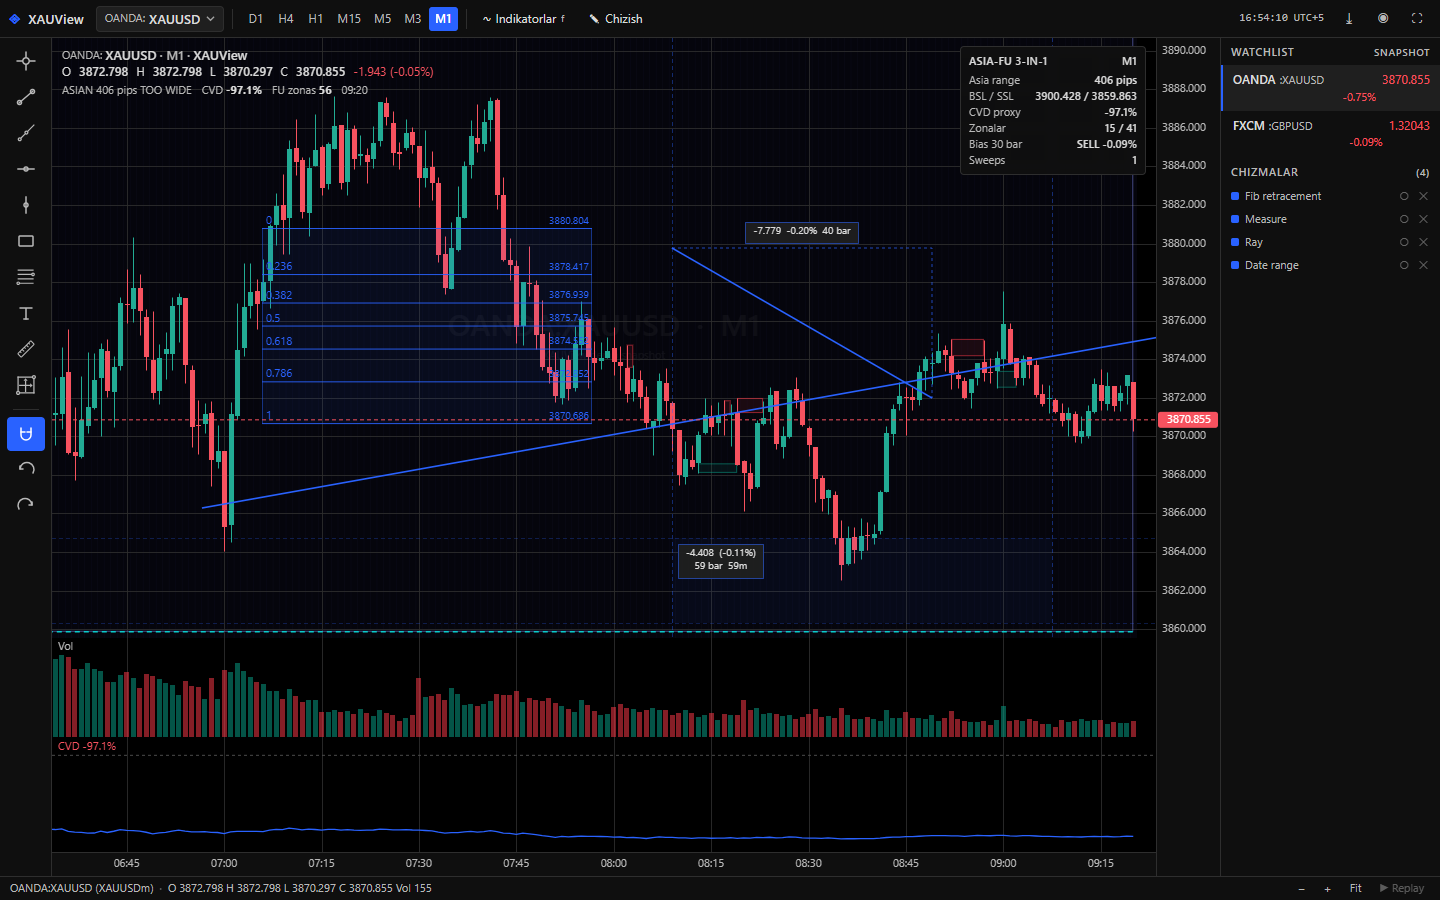 XAUView OANDA: XAUUSD D1 H4 H1 M15 M5 M3 M1 Indikatorlar f Chizish 16:54:10 UTC+5
OANDA: XAUUSD · M1 · XAUView
O 3872.798 H 3872.798 L 3870.297 C 3870.855 -1.943 (-0.05%)
ASIAN 406 pips TOO WIDE CVD -97.1% FU zonas 56 09:20
ASIA-FU 3-IN-1 M1
Asia range 406 pips
BSL / SSL 3900.428 / 3859.863
CVD proxy -97.1%
Zonalar 15 / 41
Bias 30 bar SELL -0.09%
Sweeps 1
0 3880.804
0.236 3878.417
0.382 3876.939
0.5 3875.745
0.618
0.786
1 3870.686
OANDA:XAUUSD · M1
-7.779 -0.20% 40 bar
-4.408 (-0.11%)
59 bar 59m
3890.000
3888.000
3886.000
3884.000
3882.000
3880.000
3878.000
3876.000
3874.000
3872.000
3870.855
3870.000
3868.000
3866.000
3864.000
3862.000
3860.000
Vol
CVD -97.1%
06:45 07:00 07:15 07:30 07:45 08:00 08:15 08:30 08:45 09:00 09:15
WATCHLIST SNAPSHOT
OANDA :XAUUSD 3870.855
-0.75%
FXCM :GBPUSD 1.32043
-0.09%
CHIZMALAR (4)
Fib retracement
Measure
Ray
Date range
OANDA:XAUUSD (XAUUSDm) · O 3872.798 H 3872.798 L 3870.297 C 3870.855 Vol 155
− + Fit Replay